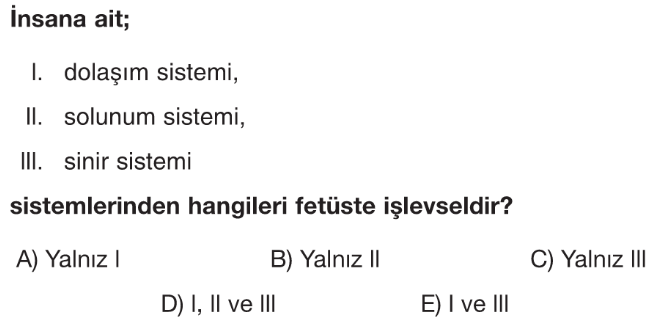 İnsana ait;
I. dolaşım sistemi,
II. solunum sistemi,
III. sinir sistemi
sistemlerinden hangileri fetüste işlevseldir?
A) Yalnız I B) Yalnız II C) Yalnız III
D) I, II ve III E) I ve III